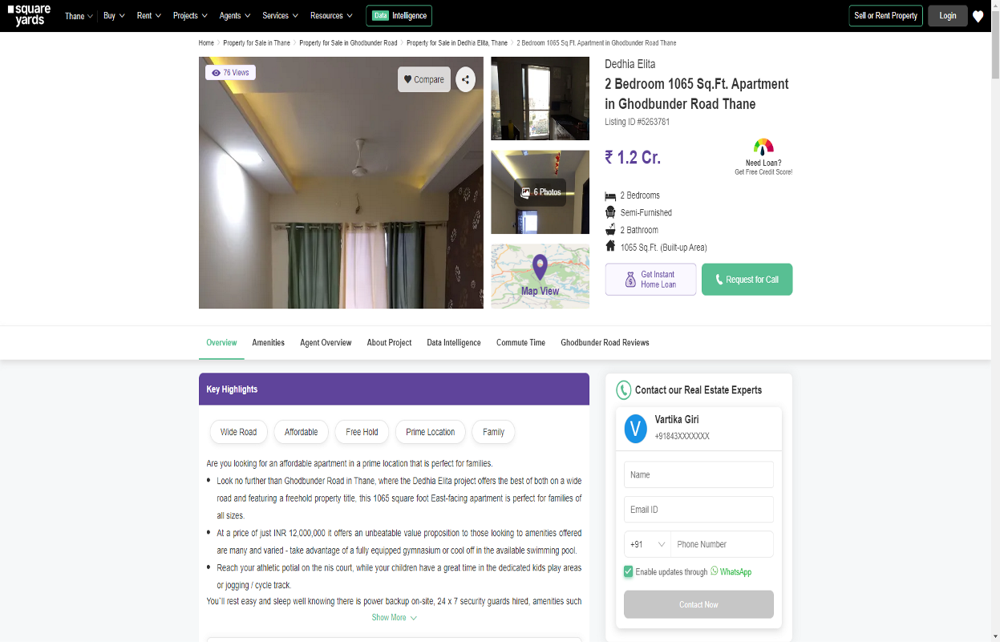 square
yards
Thane
Buy
Rent
Projects
Agents
Services
Resources
Data Intelligence
Sell or Rent Property
Login
Home > Property for Sale in Thane > Property for Sale in Ghodbunder Road > Property for Sale in Dedhia Elita, Thane > 2 Bedroom 1065 Sq.Ft. Apartment in Ghodbunder Road Thane
76 Views
Compare
6 Photos
Map View
Dedhia Elita
2 Bedroom 1065 Sq.Ft. Apartment
in Ghodbunder Road Thane
Listing ID #5263781
₹ 1.2 Cr.
Need Loan?
Get Free Credit Score!
2 Bedrooms
Semi-Furnished
2 Bathroom
1065 Sq.Ft. (Built-up Area)
Get Instant
Home Loan
Request for Call
Overview
Amenities
Agent Overview
About Project
Data Intelligence
Commute Time
Ghodbunder Road Reviews
Key Highlights
Wide Road
Affordable
Free Hold
Prime Location
Family
Are you looking for an affordable apartment in a prime location that is perfect for families.
• Look no further than Ghodbunder Road in Thane, where the Dedhia Elita project offers the best of both on a wide
road and featuring a freehold property title, this 1065 square foot East-facing apartment is perfect for families of
all sizes.
• At a price of just INR 12,000,000 it offers an unbeatable value proposition to those looking to amenities offered
are many and varied - take advantage of a fully equipped gymnasium or cool off in the available swimming pool.
• Reach your athletic potial on the nis court, while your children have a great time in the dedicated kids play areas
or jogging / cycle track.
You`ll rest easy and sleep well knowing there is power backup on-site, 24 x 7 security guards hired, amenities such
Show More
Contact our Real Estate Experts
V
Vartika Giri
+91843XXXXXXX
Name
Email ID
+91
Phone Number
Enable updates through WhatsApp
Contact Now